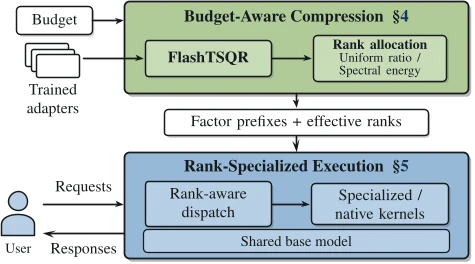 Budget
Budget-Aware Compression §4
FlashTSQR
Rank allocation
Uniform ratio /
Spectral energy
Trained
adapters
Factor prefixes + effective ranks
Rank-Specialized Execution §5
Requests
Rank-aware
dispatch
Specialized /
native kernels
Shared base model
User
Responses